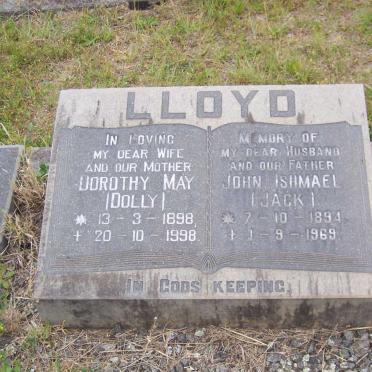 LLOYD
IN LOVING
MY DEAR WIFE
AND OUR MOTHER
DOROTHY MAY
(DOLLY)
* 13-3-1898
+ 20-10-1998
MEMORY OF
MY DEAR HUSBAND
AND OUR FATHER
JOHN ISHMAEL
(JACK)
* 7-10-1894
+ 1-9-1969
IN GODS KEEPING